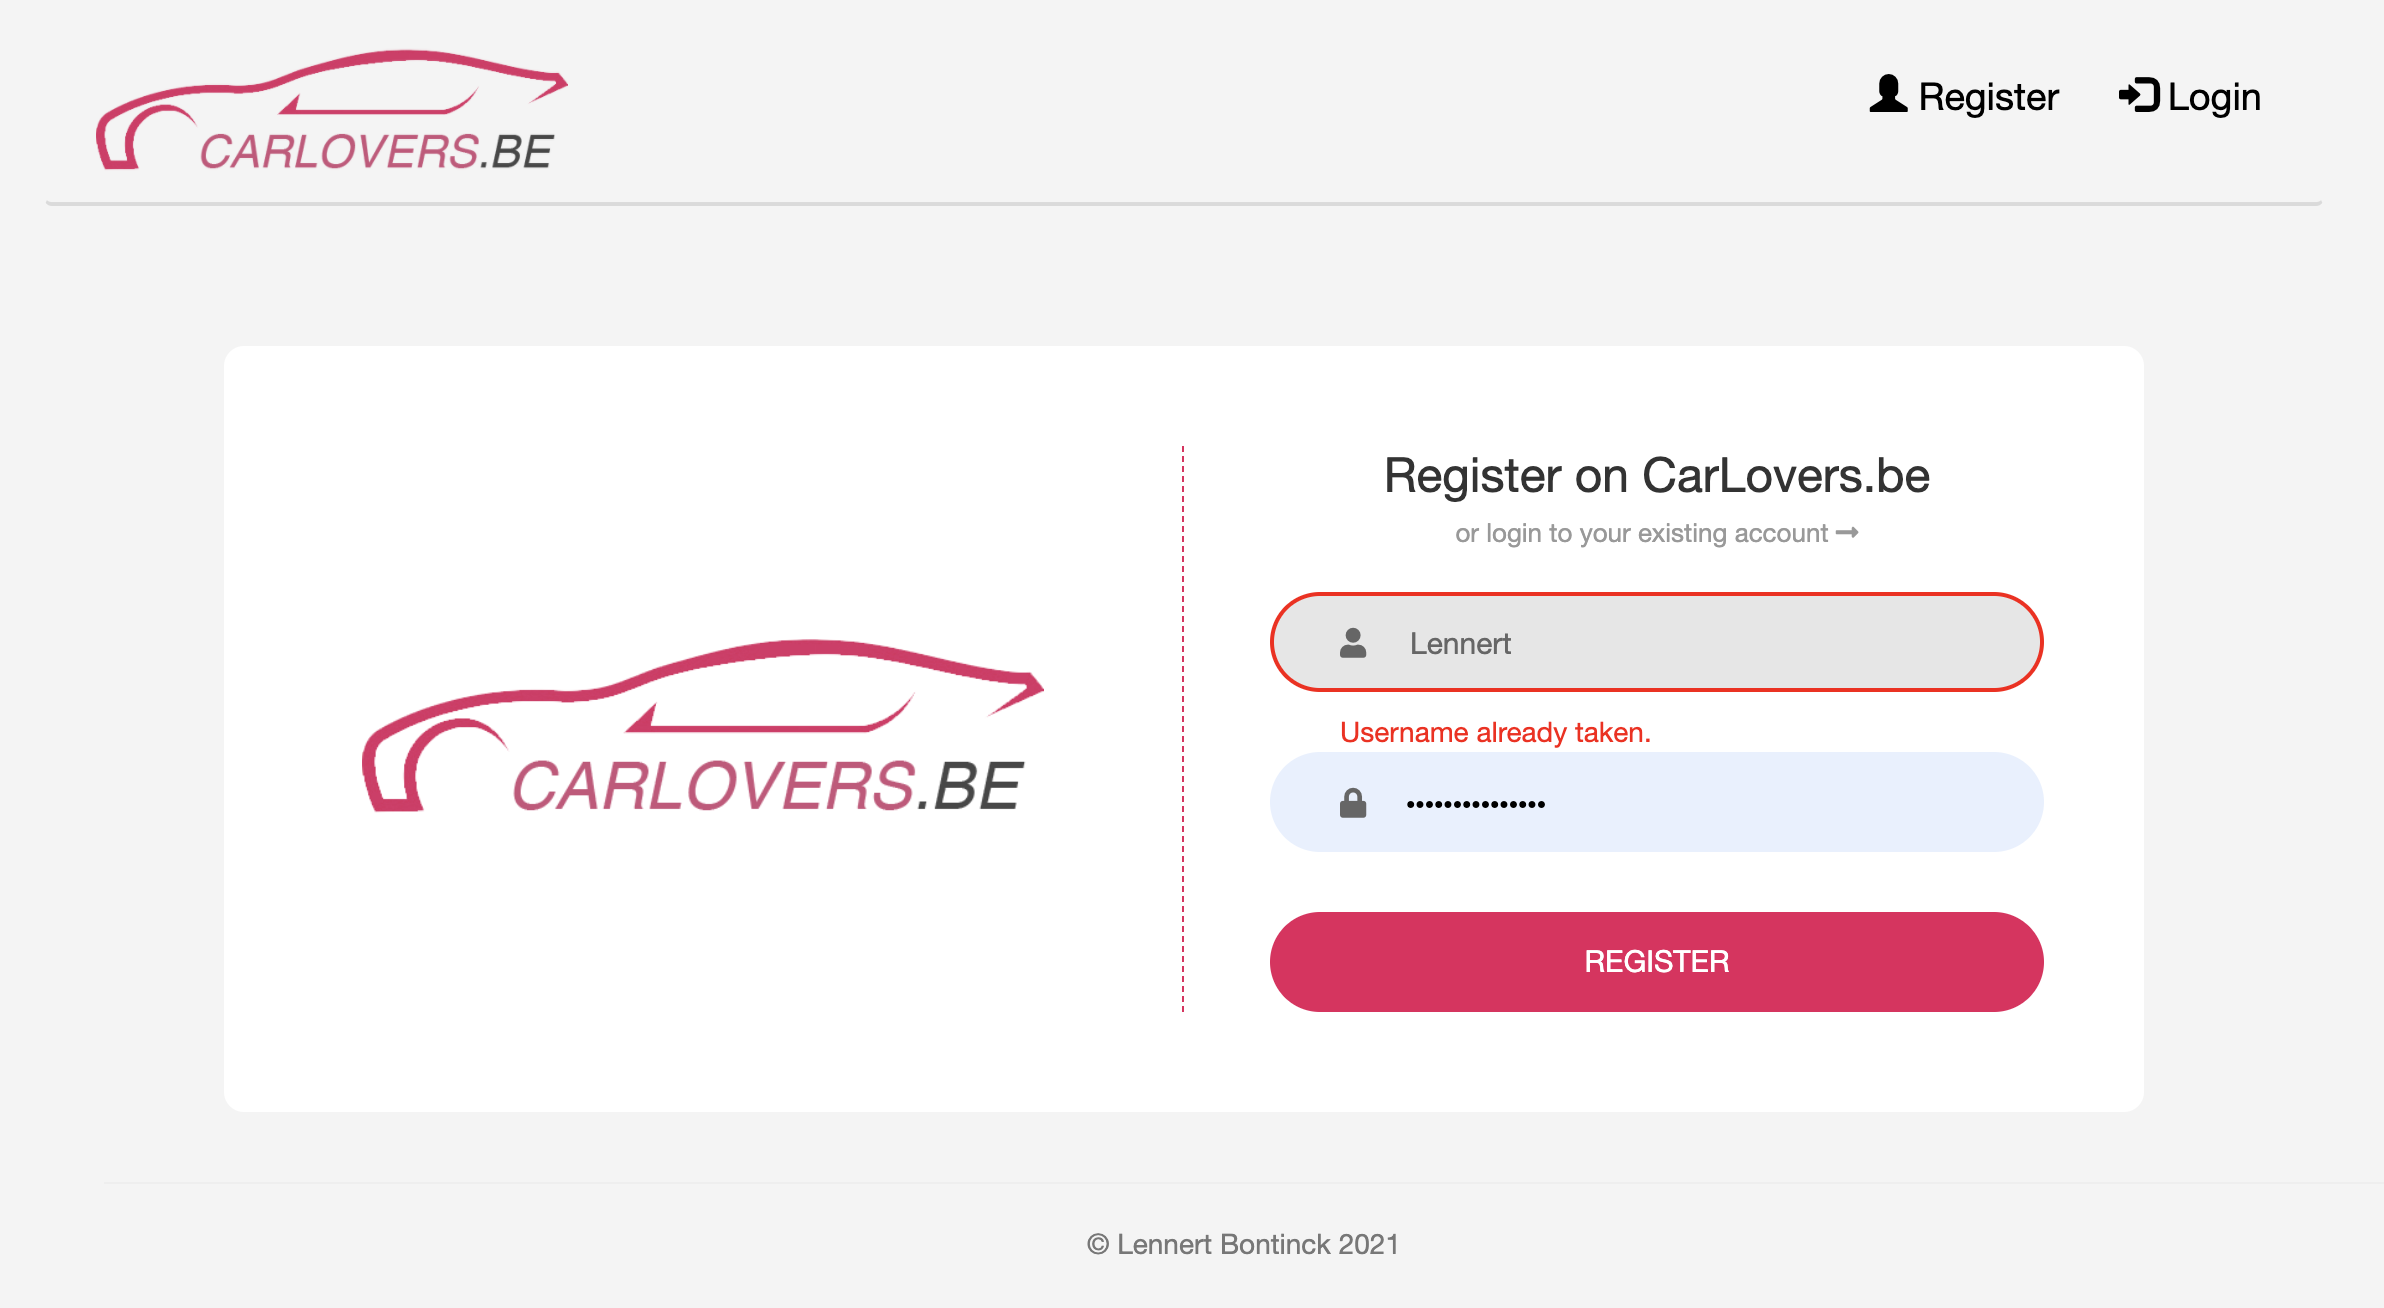 CARLOVERS.BE
Register
Login
Register on CarLovers.be
or login to your existing account
Lennert
Username already taken.
•••••••••••••••
CARLOVERS.BE
REGISTER
© Lennert Bontinck 2021